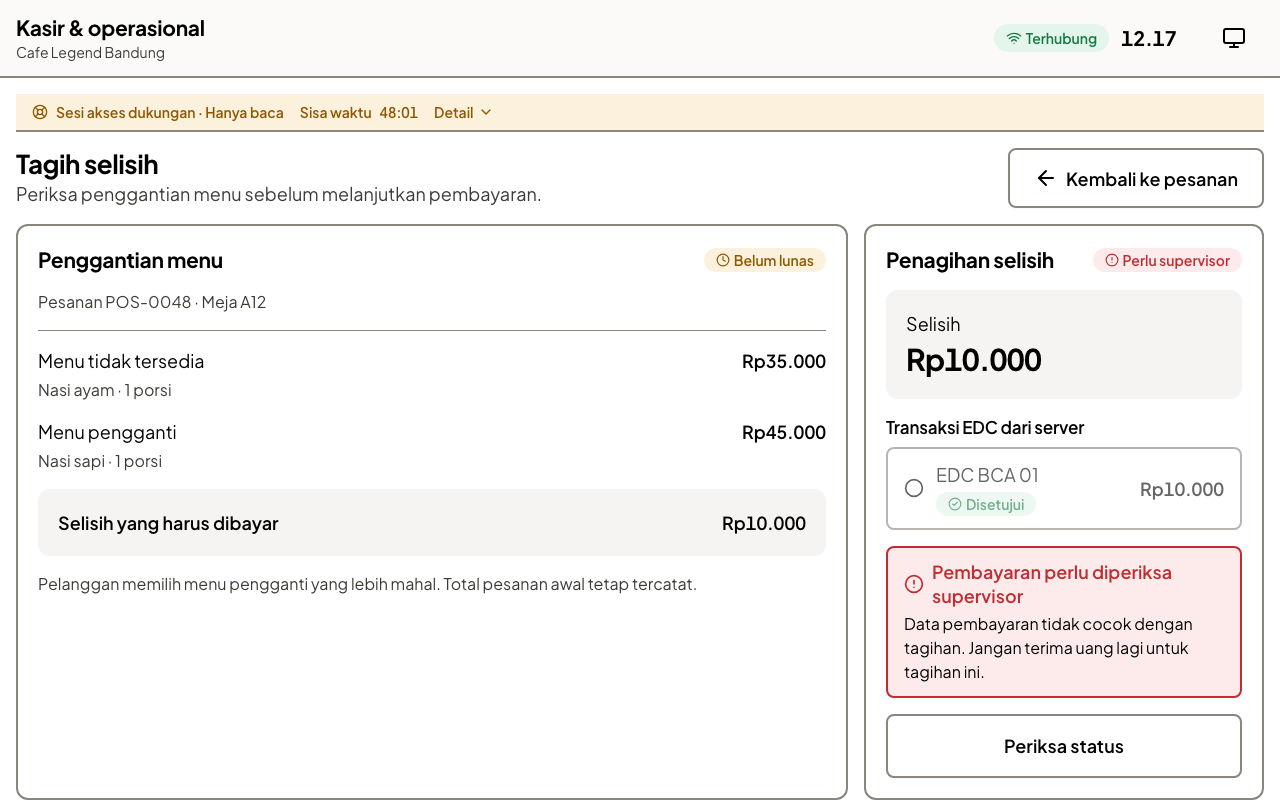 Kasir & operasional
Cafe Legend Bandung
Terhubung
12.17
Sesi akses dukungan · Hanya baca
Sisa waktu 48:01
Detail
Tagih selisih
Periksa penggantian menu sebelum melanjutkan pembayaran.
Kembali ke pesanan
Penggantian menu
Belum lunas
Pesanan POS-0048 · Meja A12
Menu tidak tersedia
Rp35.000
Nasi ayam · 1 porsi
Menu pengganti
Rp45.000
Nasi sapi · 1 porsi
Selisih yang harus dibayar
Rp10.000
Pelanggan memilih menu pengganti yang lebih mahal. Total pesanan awal tetap tercatat.
Penagihan selisih
Perlu supervisor
Selisih
Rp10.000
Transaksi EDC dari server
EDC BCA 01
Disetujui
Rp10.000
Pembayaran perlu diperiksa
supervisor
Data pembayaran tidak cocok dengan
tagihan. Jangan terima uang lagi untuk
tagihan ini.
Periksa status